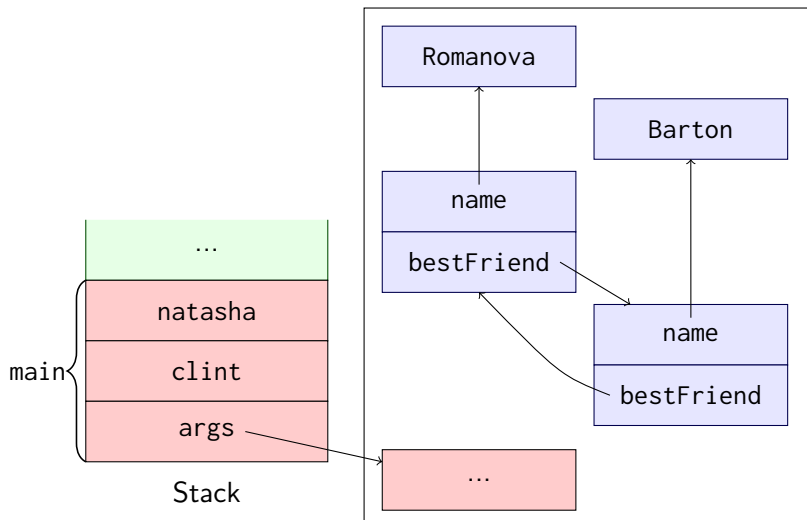 Romanova
Barton
name
bestFriend
name
bestFriend
...
natasha
clint
args
main
Stack
...